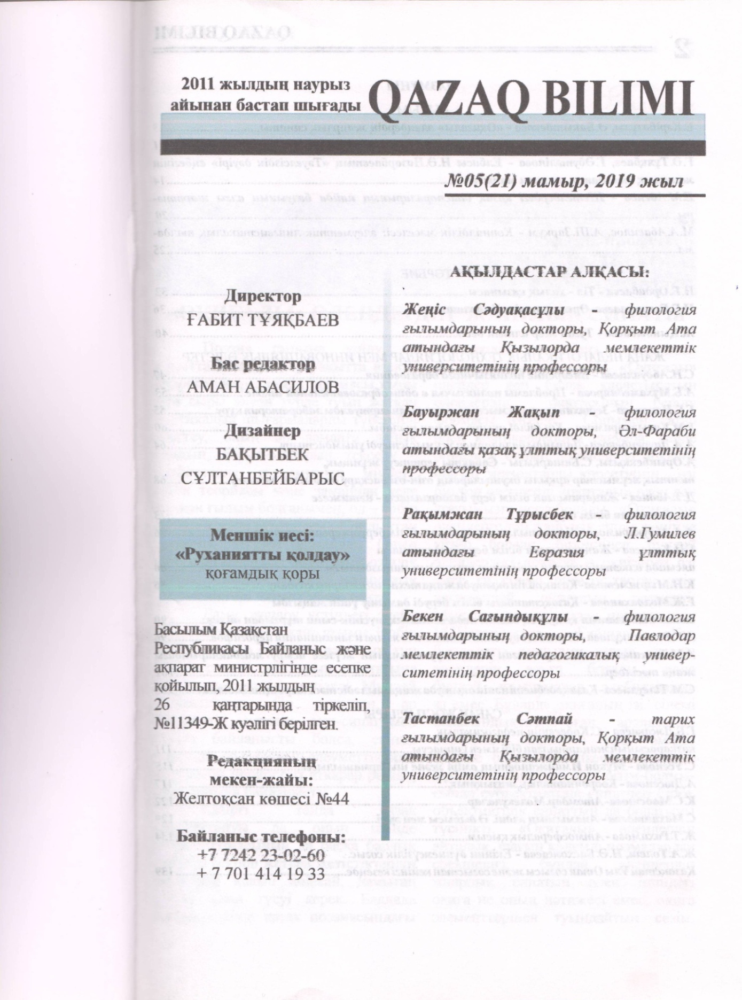 2011 жылдың наурыз
айынан бастап шығады
QAZAQ BILIMI
№05(21) мамыр, 2019 жыл
Директор
ҒАБИТ ТҰЯҚБАЕВ
Бас редактор
АМАН АБАСИЛОВ
Дизайнер
БАҚЫТБЕК
СҰЛТАНБЕЙБАРЫС
Меншік иесі:
«Руханиятты қолдау»
қоғамдық қоры
Басылым Қазақстан
Республикасы Байланыс және
ақпарат министрлігінде есепке
қойылып, 2011 жылдың
26 қаңтарында тіркеліп,
№11349-Ж куәлігі берілген.
Редакцияның
мекен-жайы:
Желтоқсан көшесі №44
Байланыс телефоны:
+7 7242 23-02-60
+ 7 701 414 19 33
АҚЫЛДАСТАР АЛҚАСЫ:
Жеңіс Сәдуақасұлы - филология
ғылымдарының докторы, Қорқыт Ата
атындағы Қызылорда мемлекеттік
университетінің профессоры
Бауыржан Жақып - филология
ғылымдарының докторы, Әл-Фараби
атындағы қазақ ұлттық университетінің
профессоры
Рақымжан Тұрысбек - филология
ғылымдарының докторы, Л.Гумилев
атындағы Евразия ұлттық
университетінің профессоры
Бекен Сағындықұлы - филология
ғылымдарының докторы, Павлодар
мемлекеттік педагогикалық универ-
ситетінің профессоры
Тастанбек Сәтпай - тарих
ғылымдарының докторы, Қорқыт Ата
атындағы Қызылорда мемлекеттік
университетінің профессоры